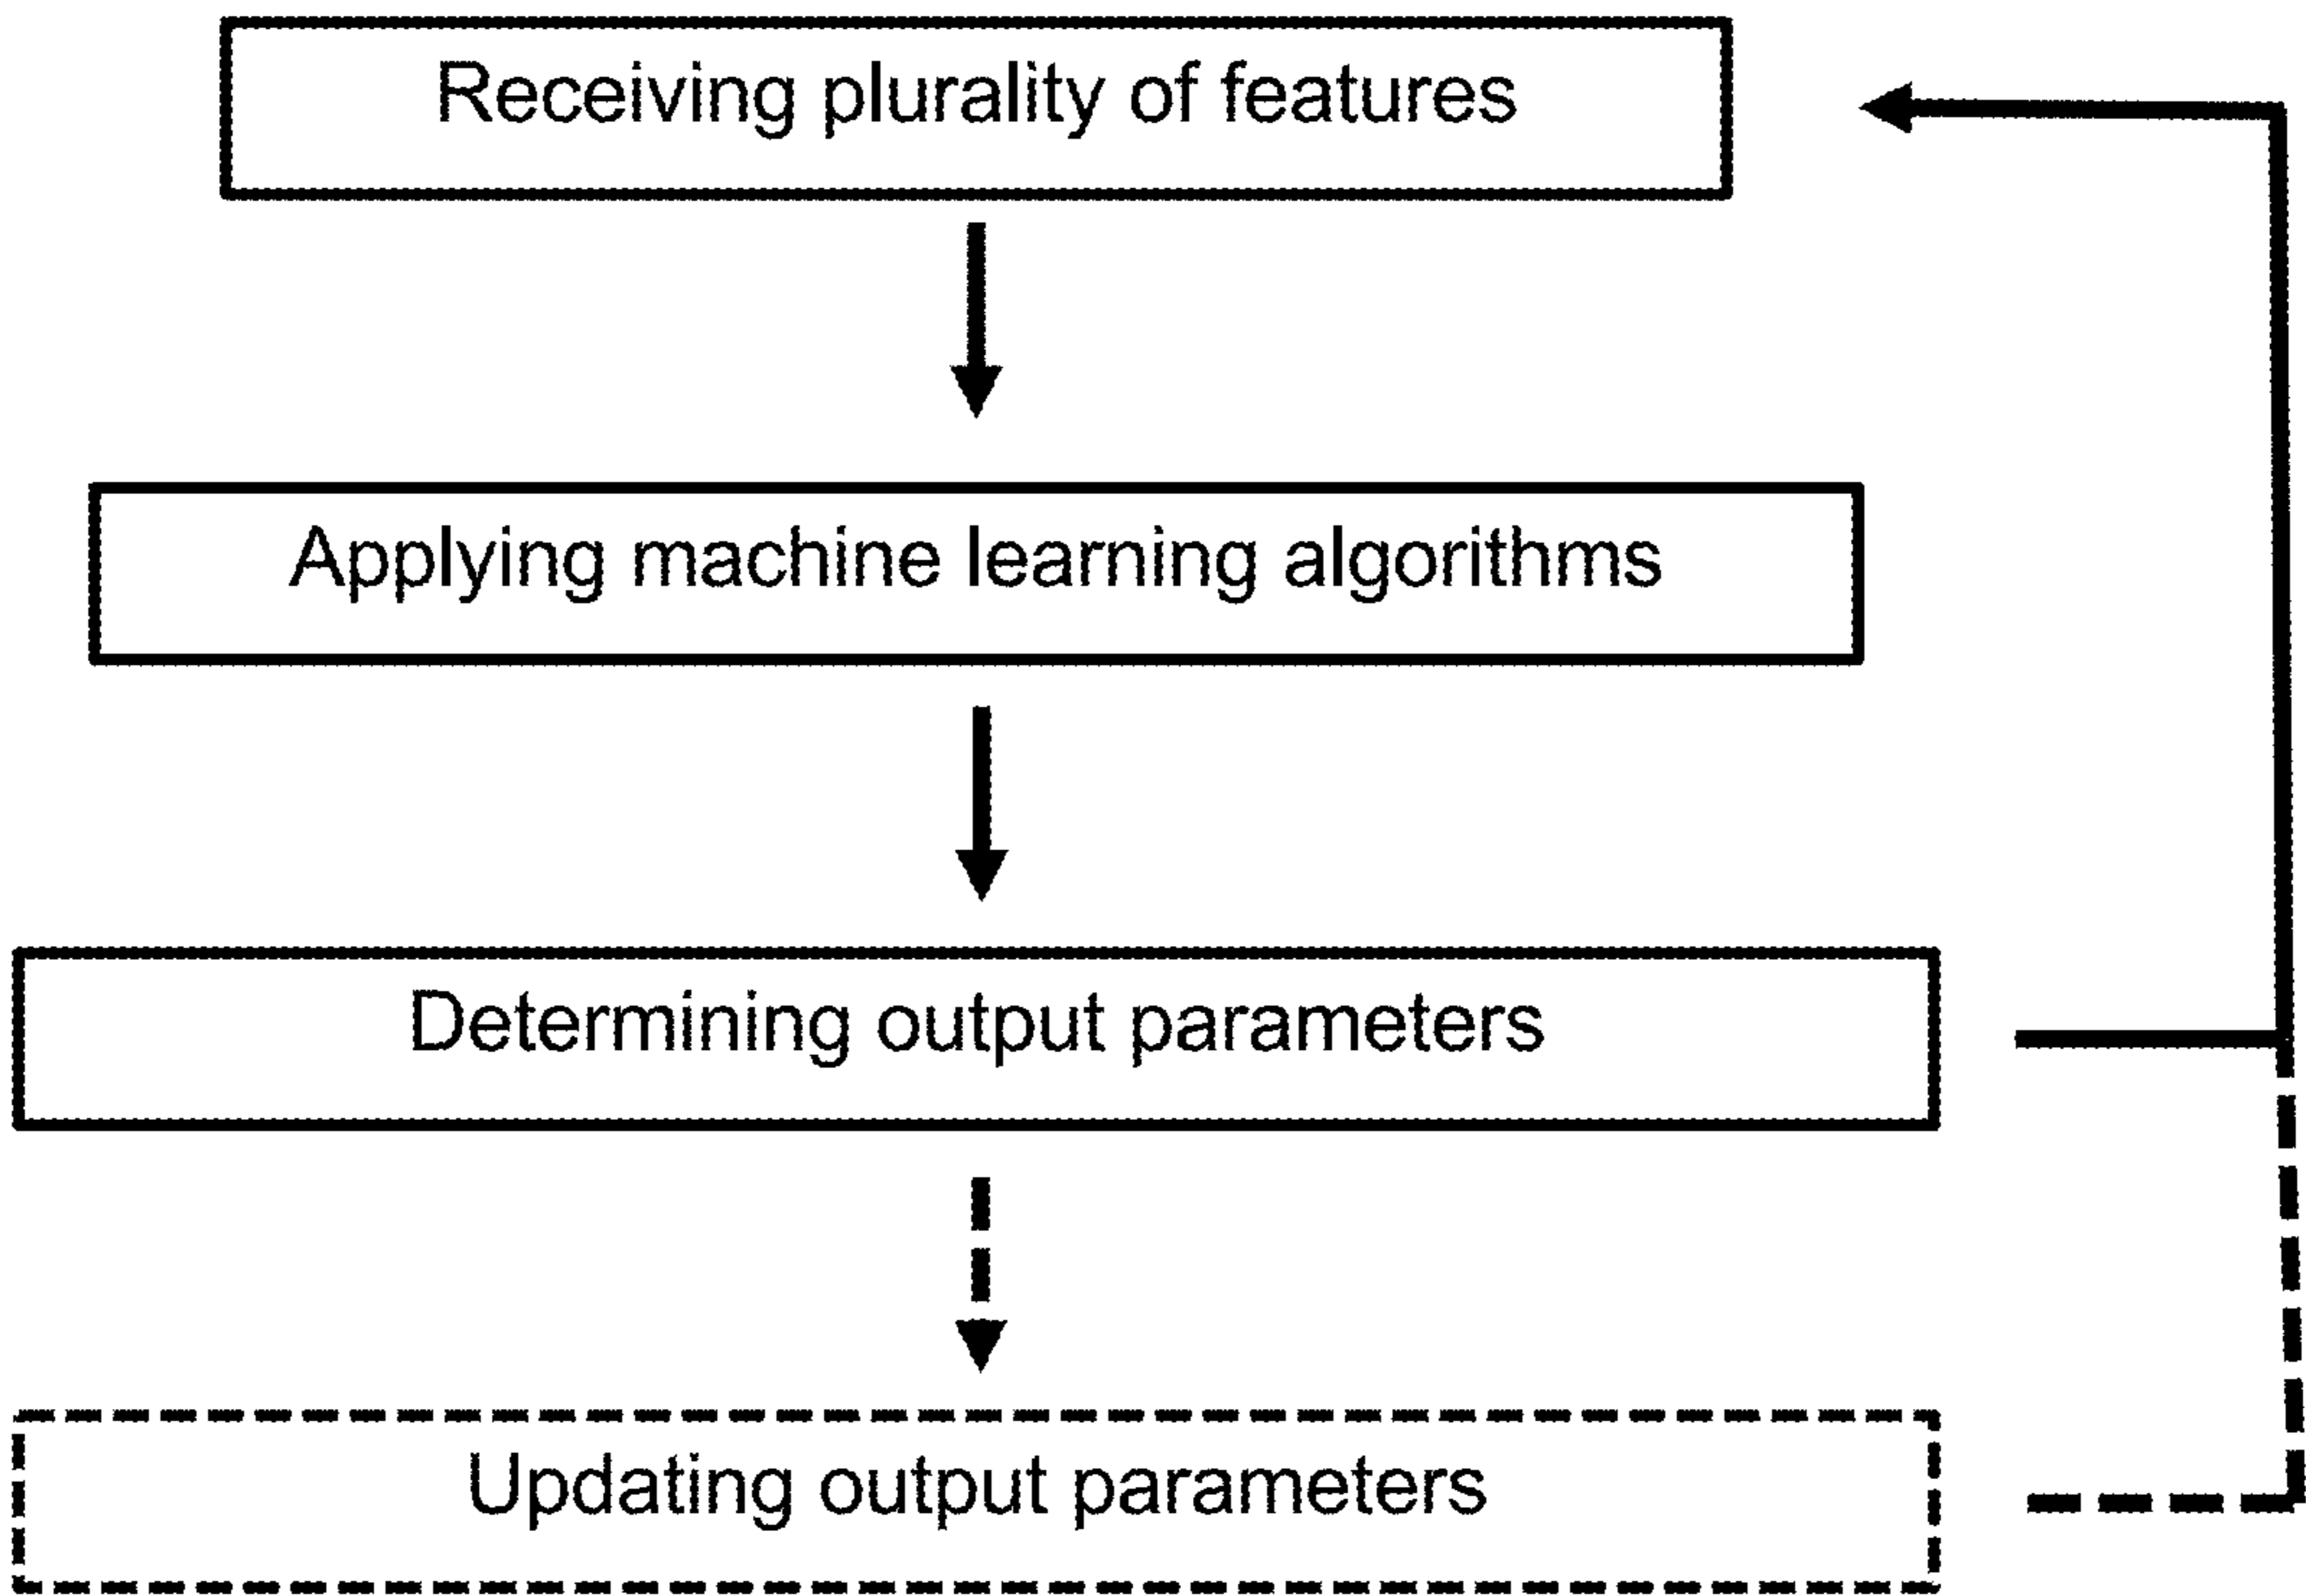 Receiving plurality of features
Applying machine learning algorithms
Determining output parameters
Updating output parameters